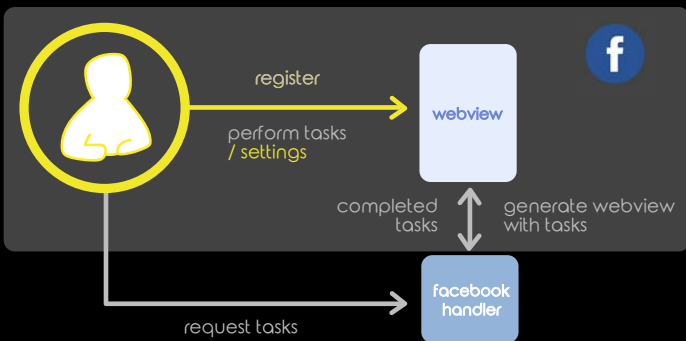 f
register
webview
perform tasks
/ settings
completed
tasks
generate webview
with tasks
facebook
handler
request tasks